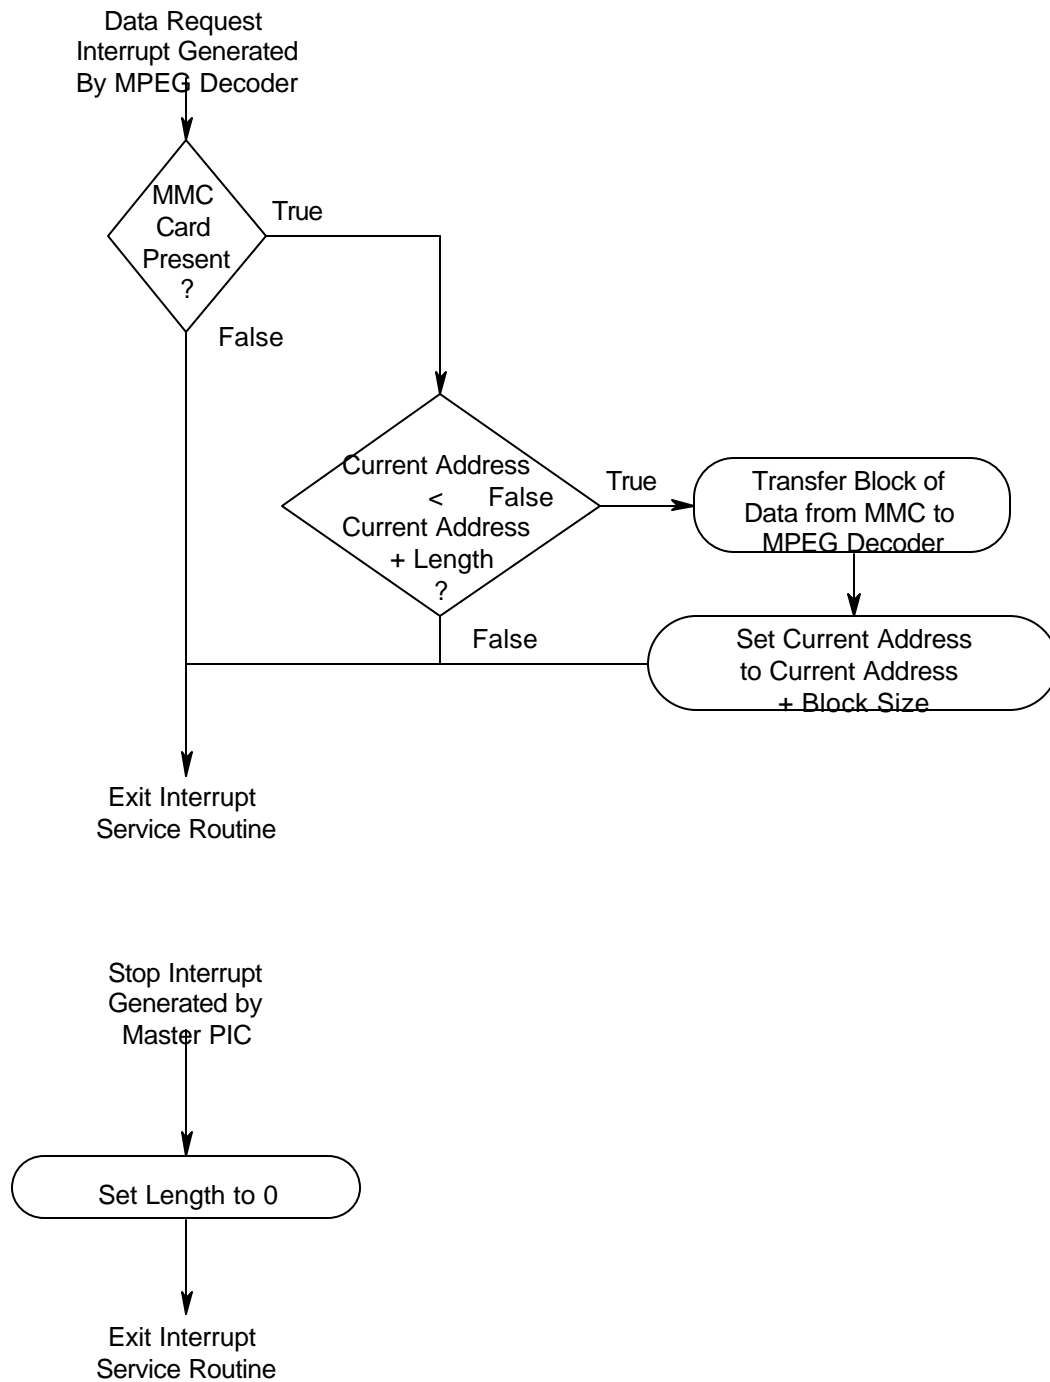 Data Request
Interrupt Generated
By MPEG Decoder
MMC
Card
Present
?
True
False
Current Address
< False
Current Address
+ Length
?
True
False
Transfer Block of
Data from MMC to
MPEG Decoder
Set Current Address
to Current Address
+ Block Size
Exit Interrupt
Service Routine
Stop Interrupt
Generated by
Master PIC
Set Length to 0
Exit Interrupt
Service Routine